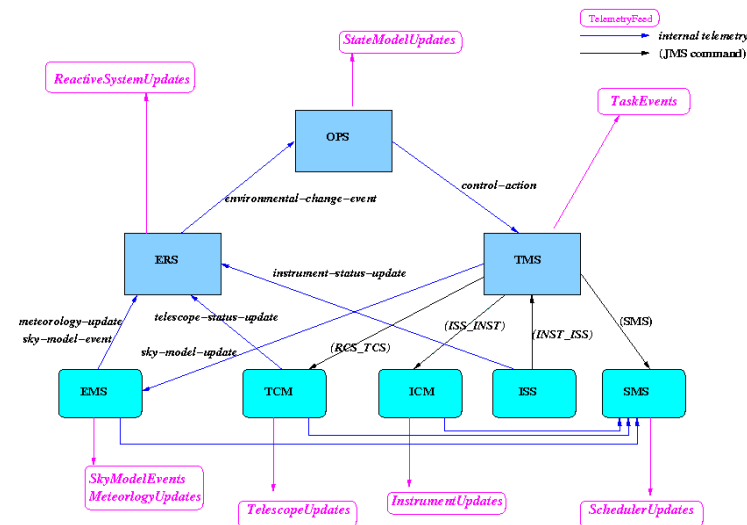 TelemetryFeed
internal telemetry
(JMS command)
StateModelUpdates
ReactiveSystemUpdates
TaskEvents
OPS
control-action
environmental-change-event
ERS
TMS
instrument-status-update
meteorology-update
sky-model-event
telescope-status-update
sky-model-update
(RCS_TCS)
(ISS_INST)
(INST_ISS)
(SMS)
EMS
TCM
ICM
ISS
SMS
SkyModelEvents
MeteorlogyUpdates
TelescopeUpdates
InstrumentUpdates
SchedulerUpdates